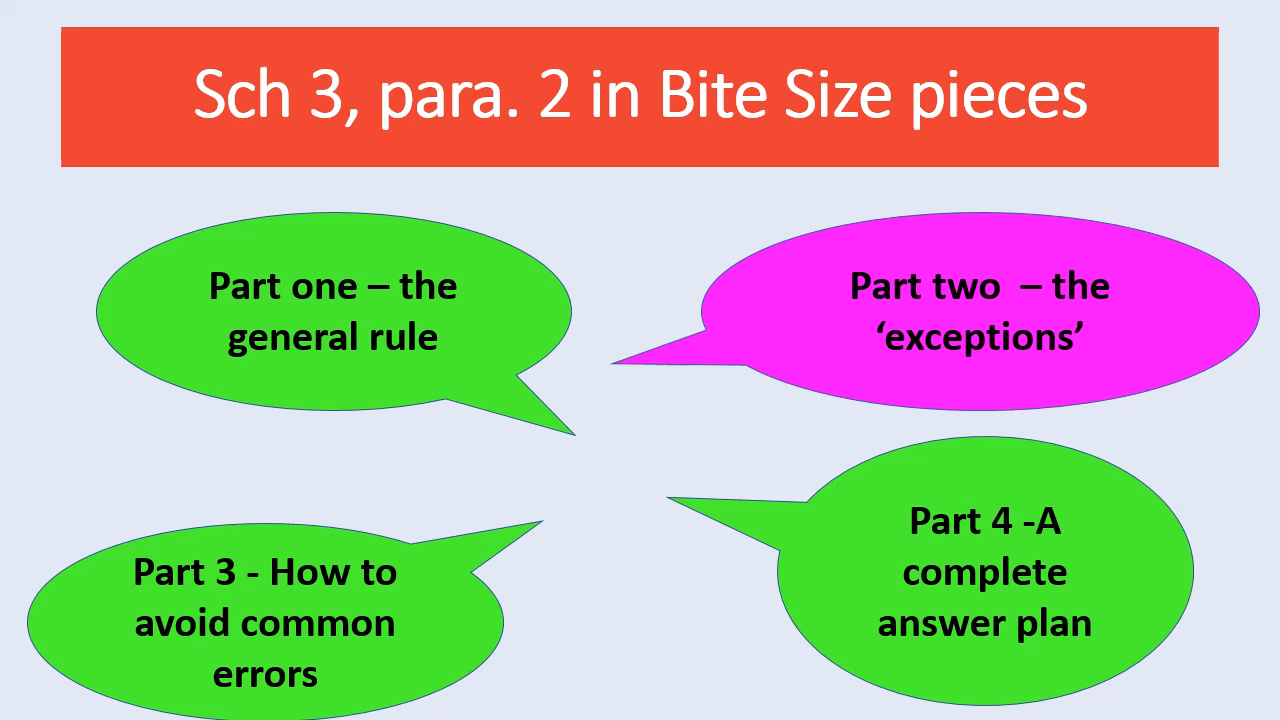 Sch 3, para. 2 in Bite Size pieces
Part one – the
general rule
Part two  – the
‘exceptions’
Part 3 - How to
avoid common
errors
Part 4 -A
complete
answer plan